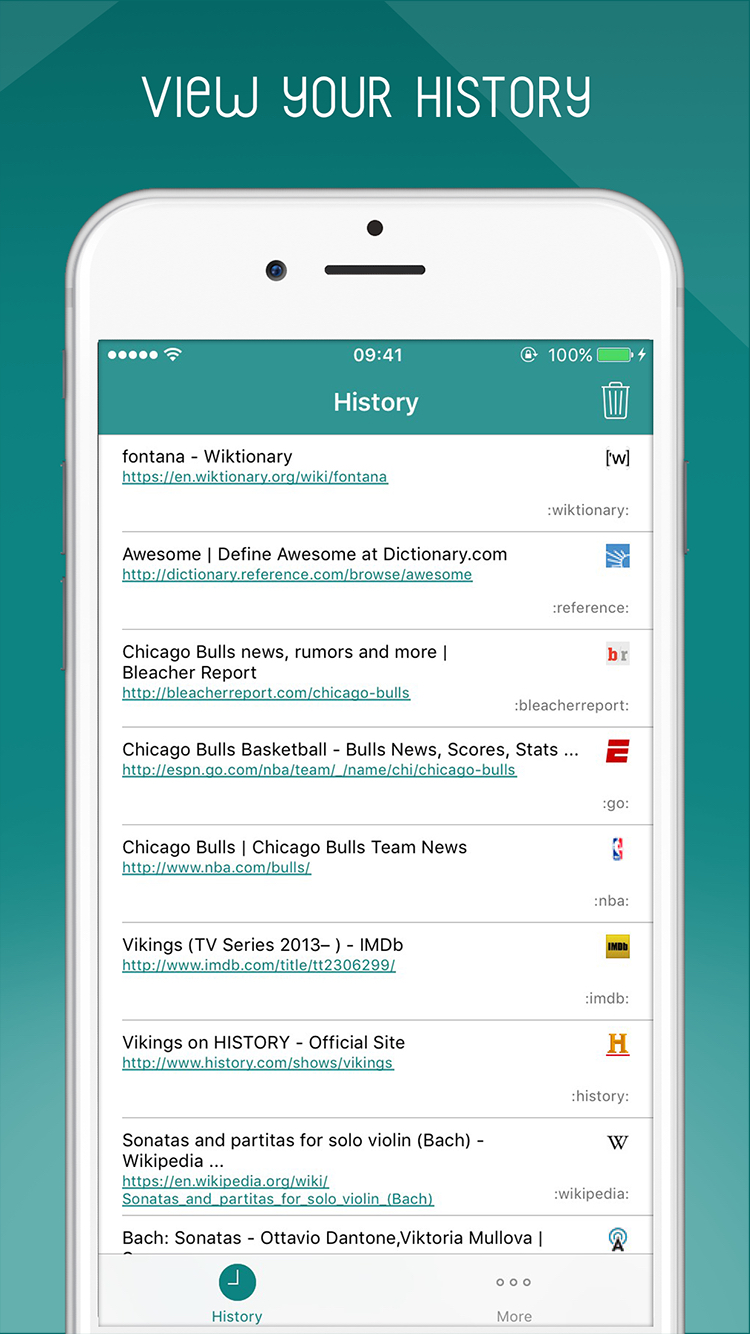 VIEW YOUR HISTORY
09:41
100%
History
fontana - Wiktionary
['w]
https://en.wiktionary.org/wiki/fontana
:wiktionary:
Awesome | Define Awesome at Dictionary.com
http://dictionary.reference.com/browse/awesome
:reference:
Chicago Bulls news, rumors and more |
br
Bleacher Report
http://bleacherreport.com/chicago-bulls
:bleacherreport:
Chicago Bulls Basketball - Bulls News, Scores, Stats ...
E
http://espn.go.com/nba/team/_/name/chi/chicago-bulls
:go:
Chicago Bulls | Chicago Bulls Team News
http://www.nba.com/bulls/
:nba:
Vikings (TV Series 2013– ) - IMDb
IMDb
http://www.imdb.com/title/tt2306299/
:imdb:
Vikings on HISTORY - Official Site
H
http://www.history.com/shows/vikings
:history:
Sonatas and partitas for solo violin (Bach) -
W
Wikipedia ...
https://en.wikipedia.org/wiki/
Sonatas_and_partitas_for_solo_violin_(Bach)
:wikipedia:
Bach: Sonatas - Ottavio Dantone,Viktoria Mullova |
A
History
More